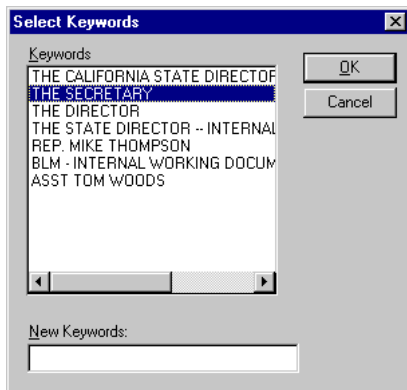 Select Keywords
Keywords
THE CALIFORNIA STATE DIRECTOR
THE SECRETARY
THE DIRECTOR
THE STATE DIRECTOR -- INTERNAL
REP. MIKE THOMPSON
BLM - INTERNAL WORKING DOCUM
ASST TOM WOODS
OK
Cancel
New Keywords: